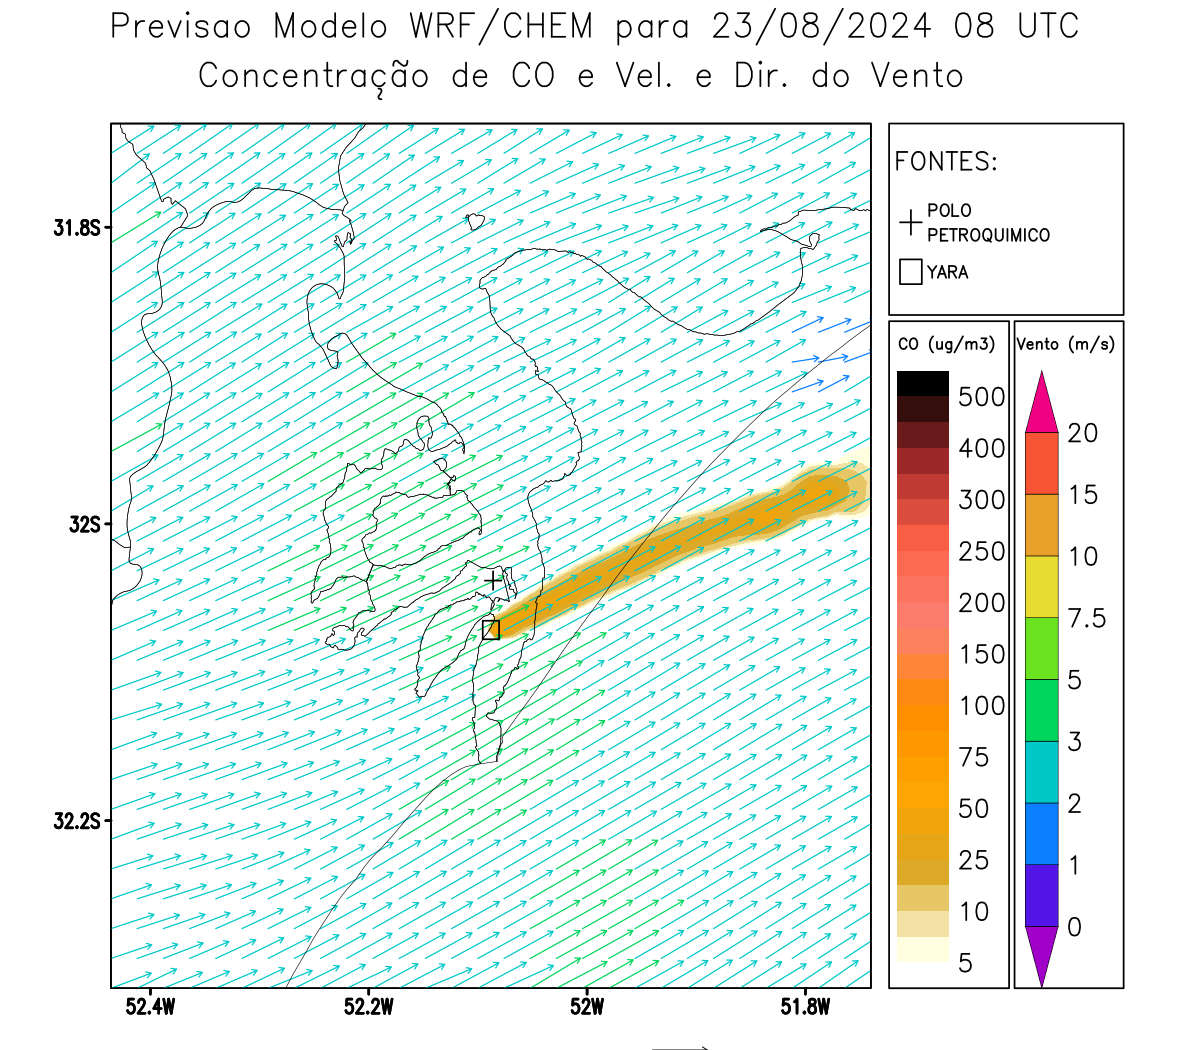 Previsao Modelo WRF/CHEM para 23/08/2024 08 UTC
Concentração de CO e Vel. e Dir. do Vento
FONTES:
POLO
PETROQUIMICO
YARA
31.8S
32S
32.2S
52.4W
52.2W
52W
51.8W
CO (ug/m3)
500
400
300
250
200
150
100
75
50
25
10
5
Vento (m/s)
20
15
10
7.5
5
3
2
1
0